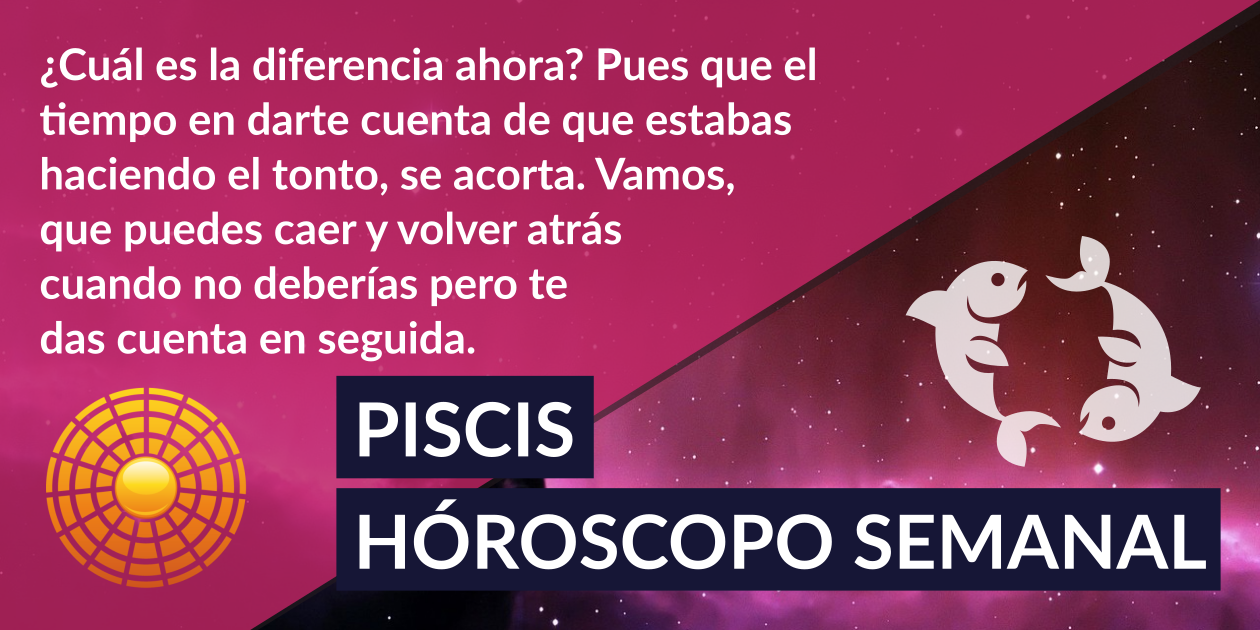 ¿Cuál es la diferencia ahora? Pues que el
tiempo en darte cuenta de que estabas
haciendo el tonto, se acorta. Vamos,
que puedes caer y volver atrás
cuando no deberías pero te
das cuenta en seguida.
PISCIS
HÓROSCOPO SEMANAL